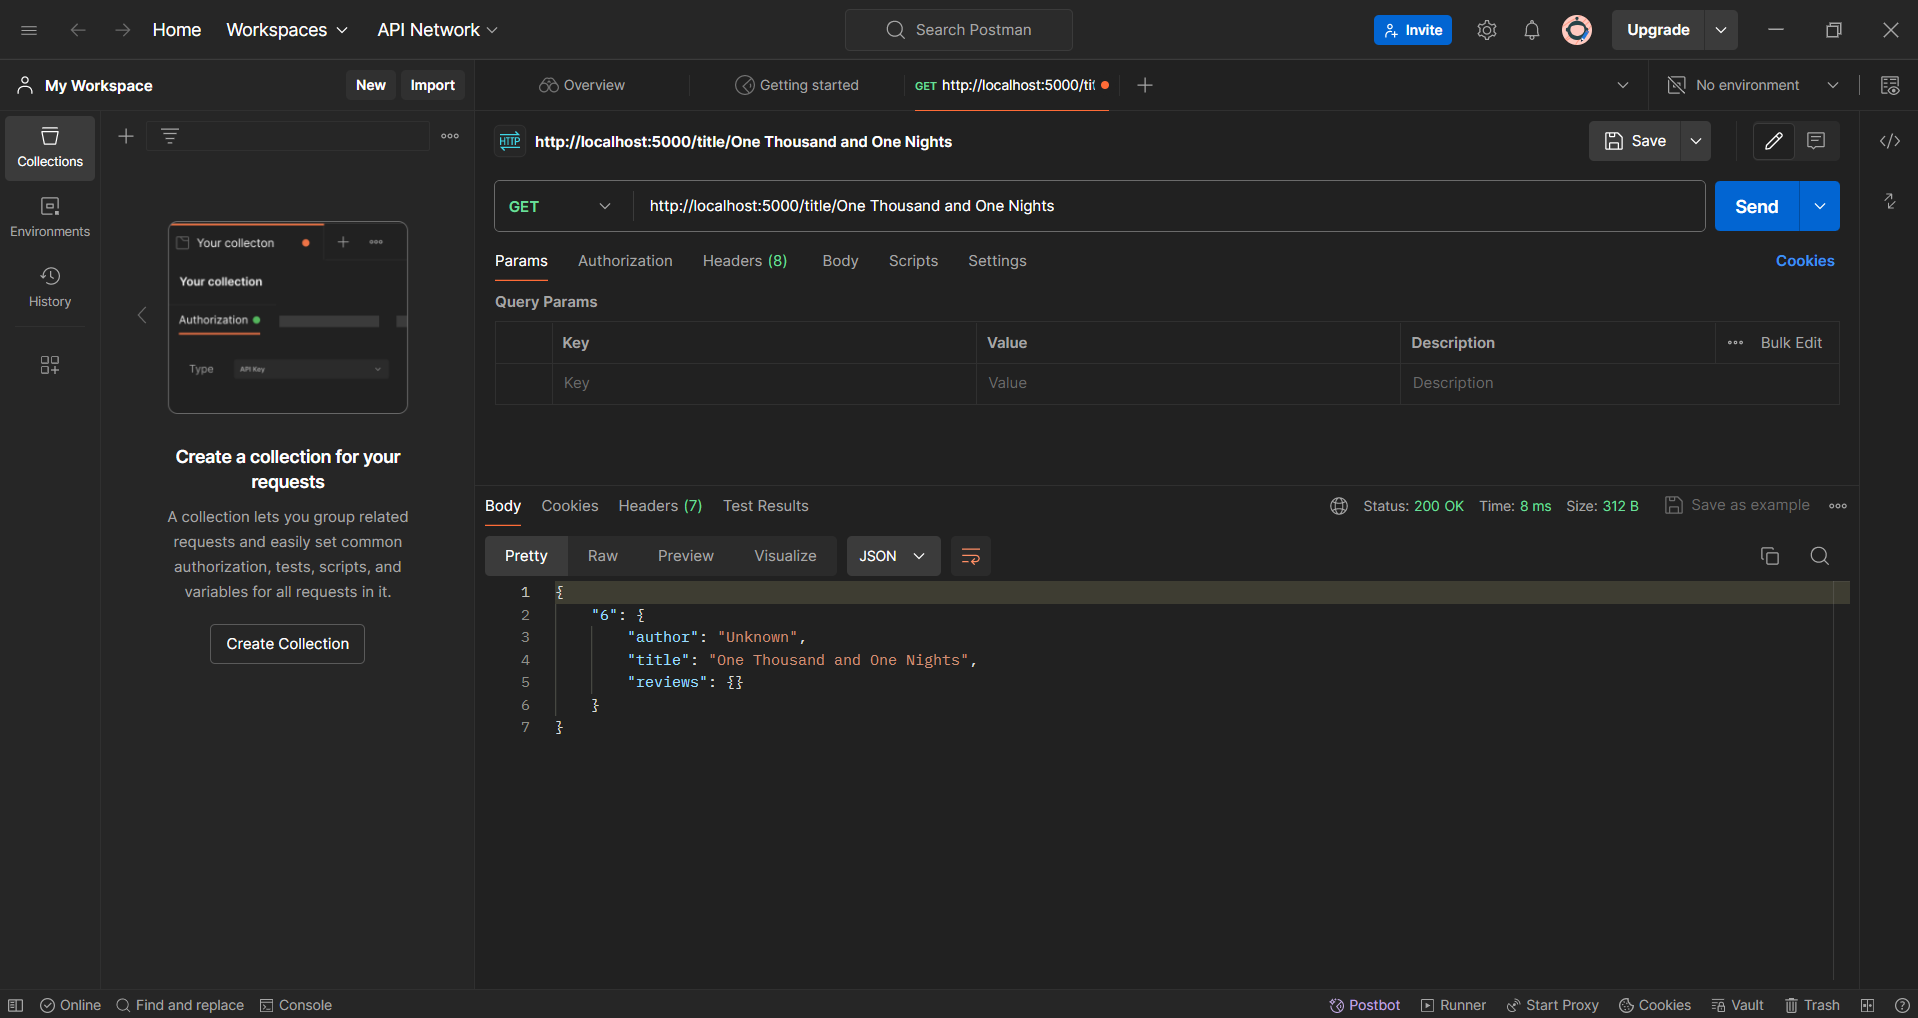 Home Workspaces API Network Search Postman Invite Upgrade
My Workspace New Import Overview Getting started GET http://localhost:5000/tit No environment
Collections
Environments
History
Your collecton
Your collection
Authorization
Type API Key
Create a collection for your
requests
A collection lets you group related
requests and easily set common
authorization, tests, scripts, and
variables for all requests in it.
Create Collection
HTTP http://localhost:5000/title/One Thousand and One Nights Save
GET http://localhost:5000/title/One Thousand and One Nights Send
Params Authorization Headers (8) Body Scripts Settings Cookies
Query Params
Key Value Description Bulk Edit
Key Value Description
Body Cookies Headers (7) Test Results Status: 200 OK Time: 8 ms Size: 312 B Save as example
Pretty Raw Preview Visualize JSON
1 {
2 "6": {
3 "author": "Unknown",
4 "title": "One Thousand and One Nights",
5 "reviews": {}
6 }
7 }
Online Find and replace Console Postbot Runner Start Proxy Cookies Vault Trash